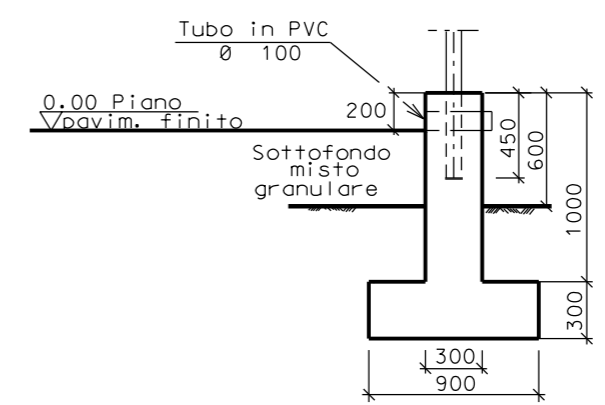 Tubo in PVC
Ø 100
0.00 Piano
pavim. finito
200
Sottofondo
misto
granulare
450
600
1000
300
300
900